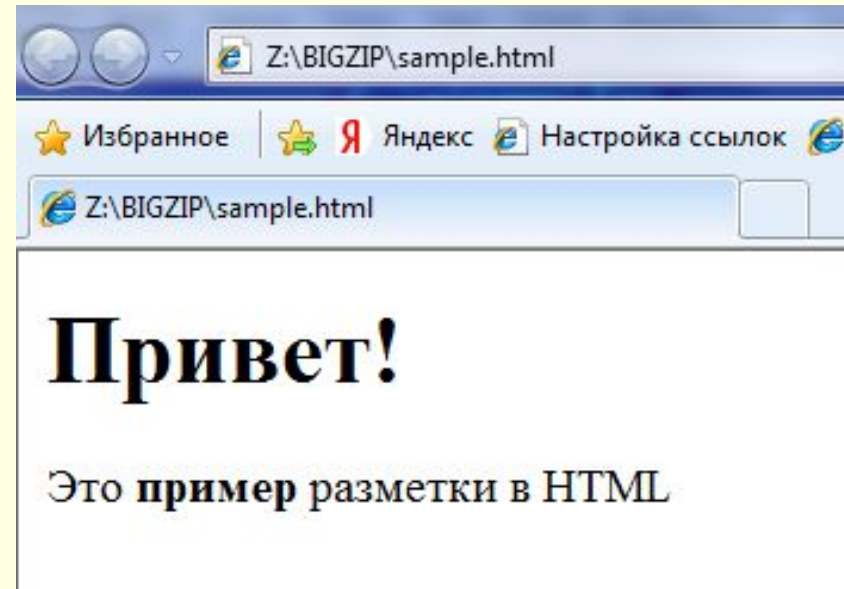 Z:\BIGZIP\sample.html
Избранное Я Яндекс Настройка ссылок
Z:\BIGZIP\sample.html
Привет!
Это пример разметки в HTML